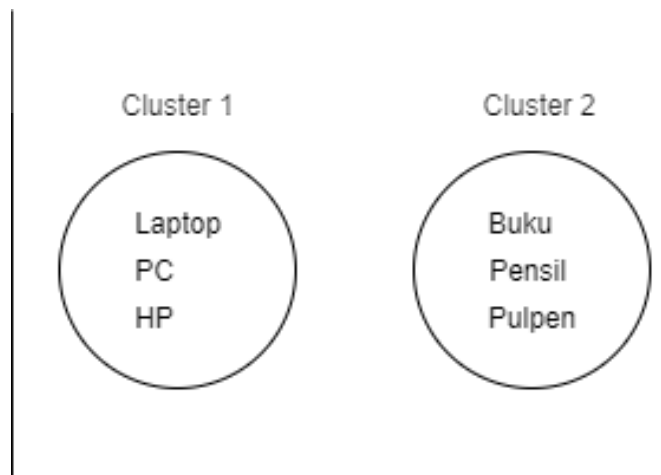 Cluster 1
Laptop
PC
HP
Cluster 2
Buku
Pensil
Pulpen